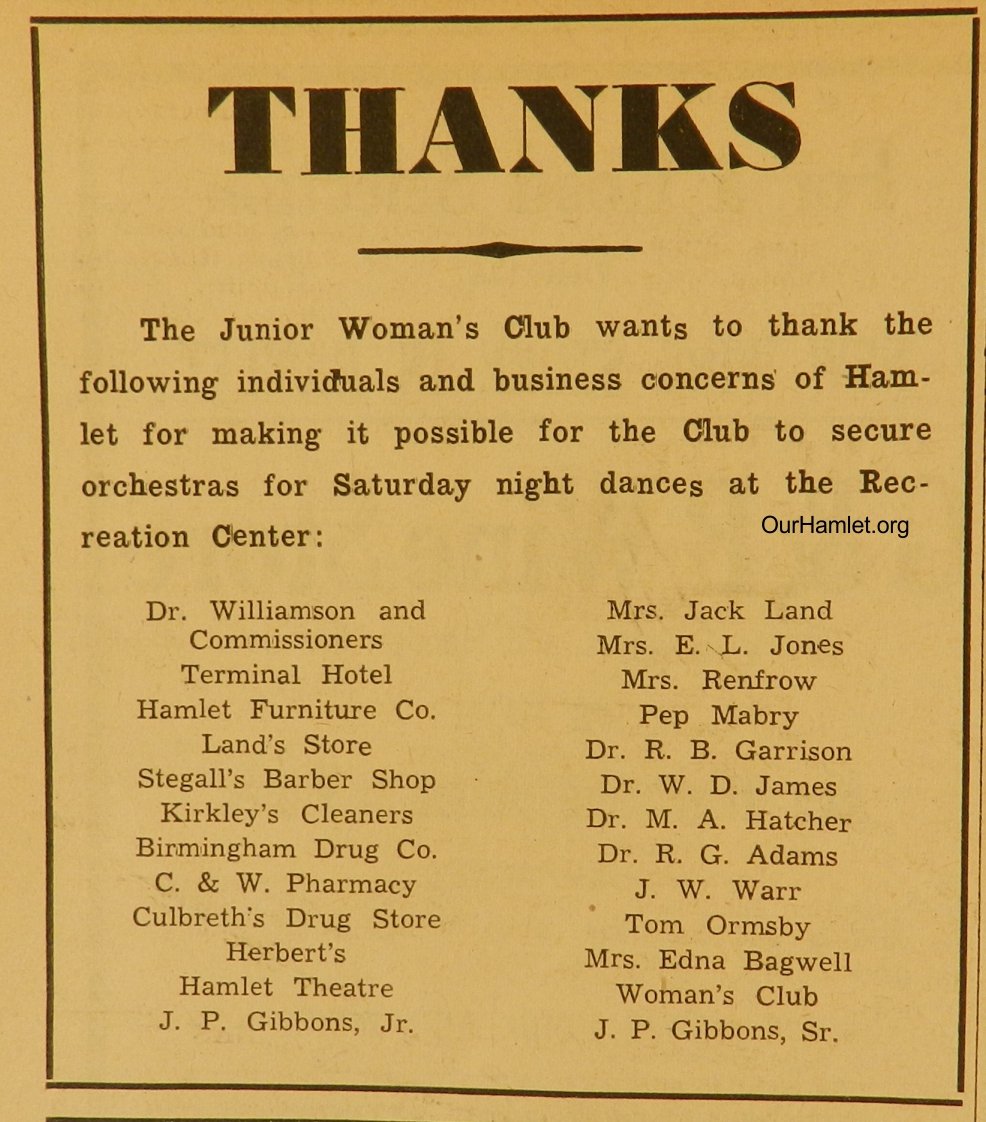 THANKS
The Junior Woman's Club wants to thank the
following individuals and business concerns of Ham-
let for making it possible for the Club to secure
orchestras for Saturday night dances at the Rec-
reation Center:
OurHamlet.org
Dr. Williamson and
Commissioners
Terminal Hotel
Hamlet Furniture Co.
Land's Store
Stegall's Barber Shop
Kirkley's Cleaners
Birmingham Drug Co.
C. & W. Pharmacy
Culbreth's Drug Store
Herbert's
Hamlet Theatre
J. P. Gibbons, Jr.
Mrs. Jack Land
Mrs. E. L. Jones
Mrs. Renfrow
Pep Mabry
Dr. R. B. Garrison
Dr. W. D. James
Dr. M. A. Hatcher
Dr. R. G. Adams
J. W. Warr
Tom Ormsby
Mrs. Edna Bagwell
Woman's Club
J. P. Gibbons, Sr.